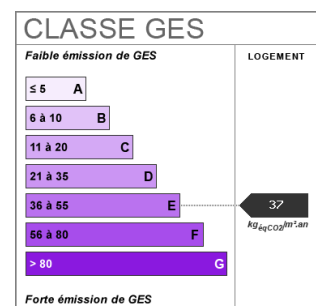 CLASSE GES
Faible émission de GES
LOGEMENT
≤ 5 A
6 à 10 B
11 à 20 C
21 à 35 D
36 à 55 E
37
kgéqCO2/m².an
56 à 80 F
> 80 G
Forte émission de GES